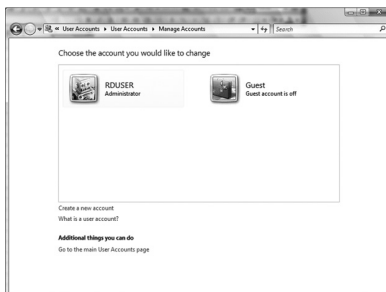 « User Accounts ▸ User Accounts ▸ Manage Accounts
Search
Choose the account you would like to change
RDUSER
Administrator
Guest
Guest account is off
Create a new account
What is a user account?
Additional things you can do
Go to the main User Accounts page